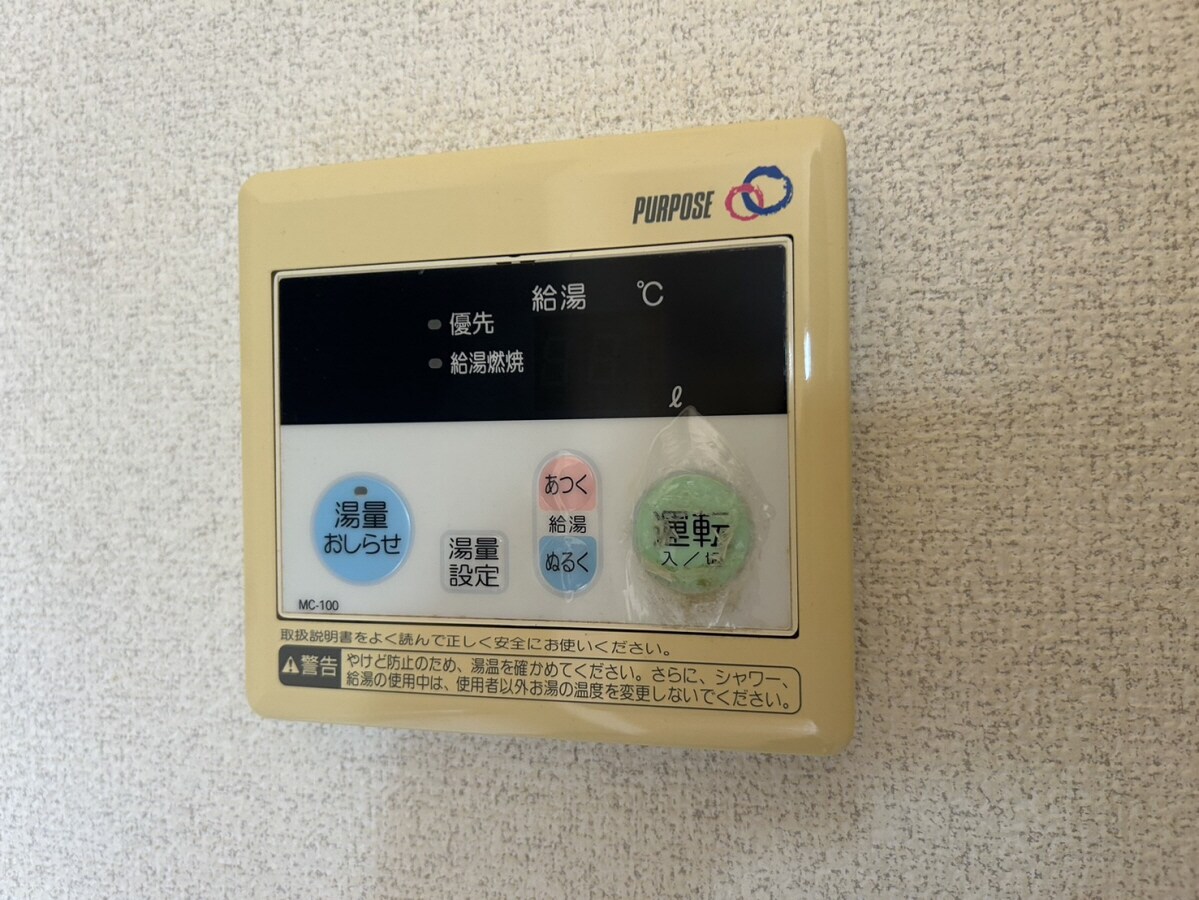 PURPOSE
給湯 ℃
優先
給湯燃焼
ℓ
湯量
おしらせ
湯量
設定
あつく
給湯
ぬるく
運転
入／切
MC-100
取扱説明書をよく読んで正しく安全にお使いください。
警告
やけど防止のため、湯温を確かめてください。さらに、シャワー、
給湯の使用中は、使用者以外お湯の温度を変更しないでください。